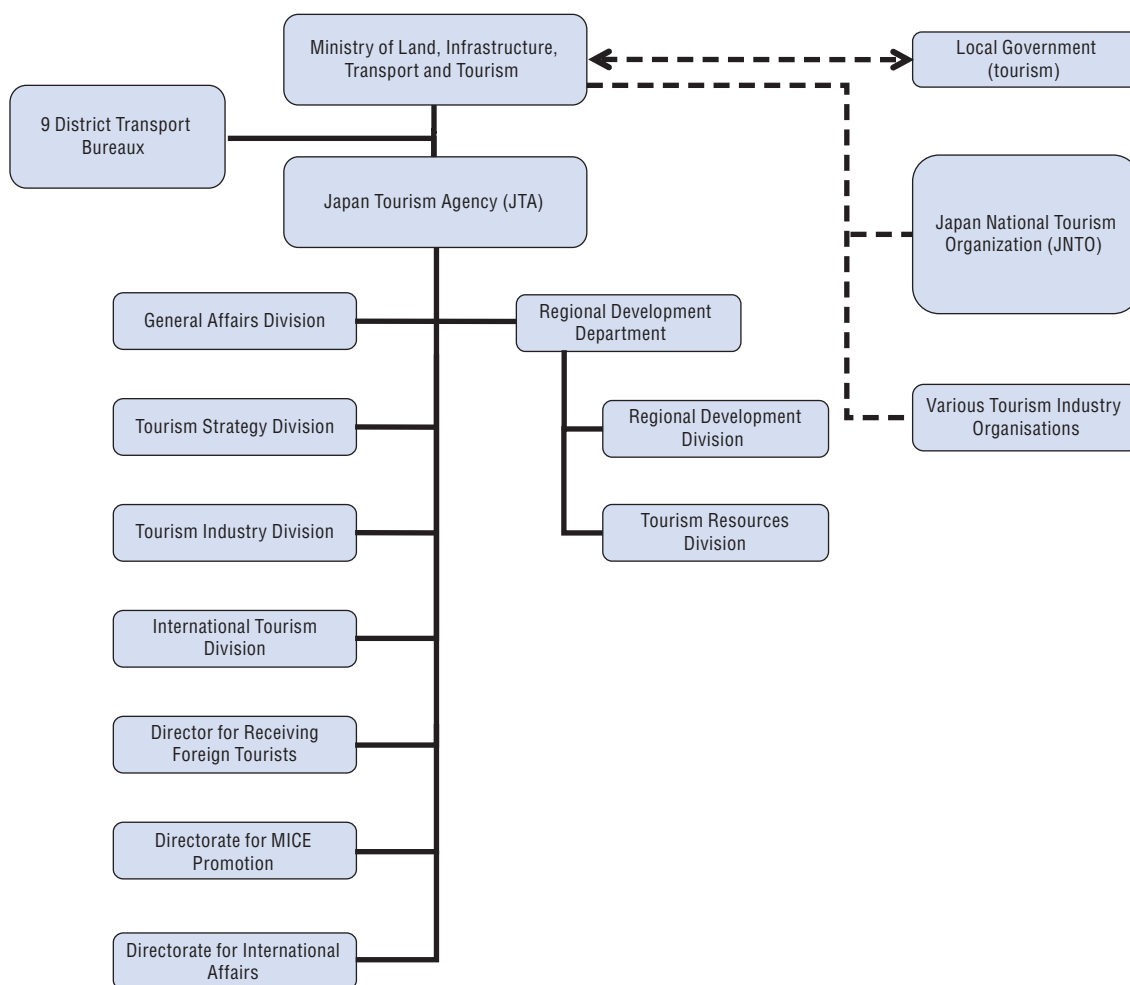 Ministry of Land, Infrastructure,
Transport and Tourism
Local Government
(tourism)
9 District Transport
Bureaux
Japan Tourism Agency (JTA)
Japan National Tourism
Organization (JNTO)
General Affairs Division
Regional Development
Department
Tourism Strategy Division
Regional Development
Division
Various Tourism Industry
Organisations
Tourism Industry Division
Tourism Resources
Division
International Tourism
Division
Director for Receiving
Foreign Tourists
Directorate for MICE
Promotion
Directorate for International
Affairs